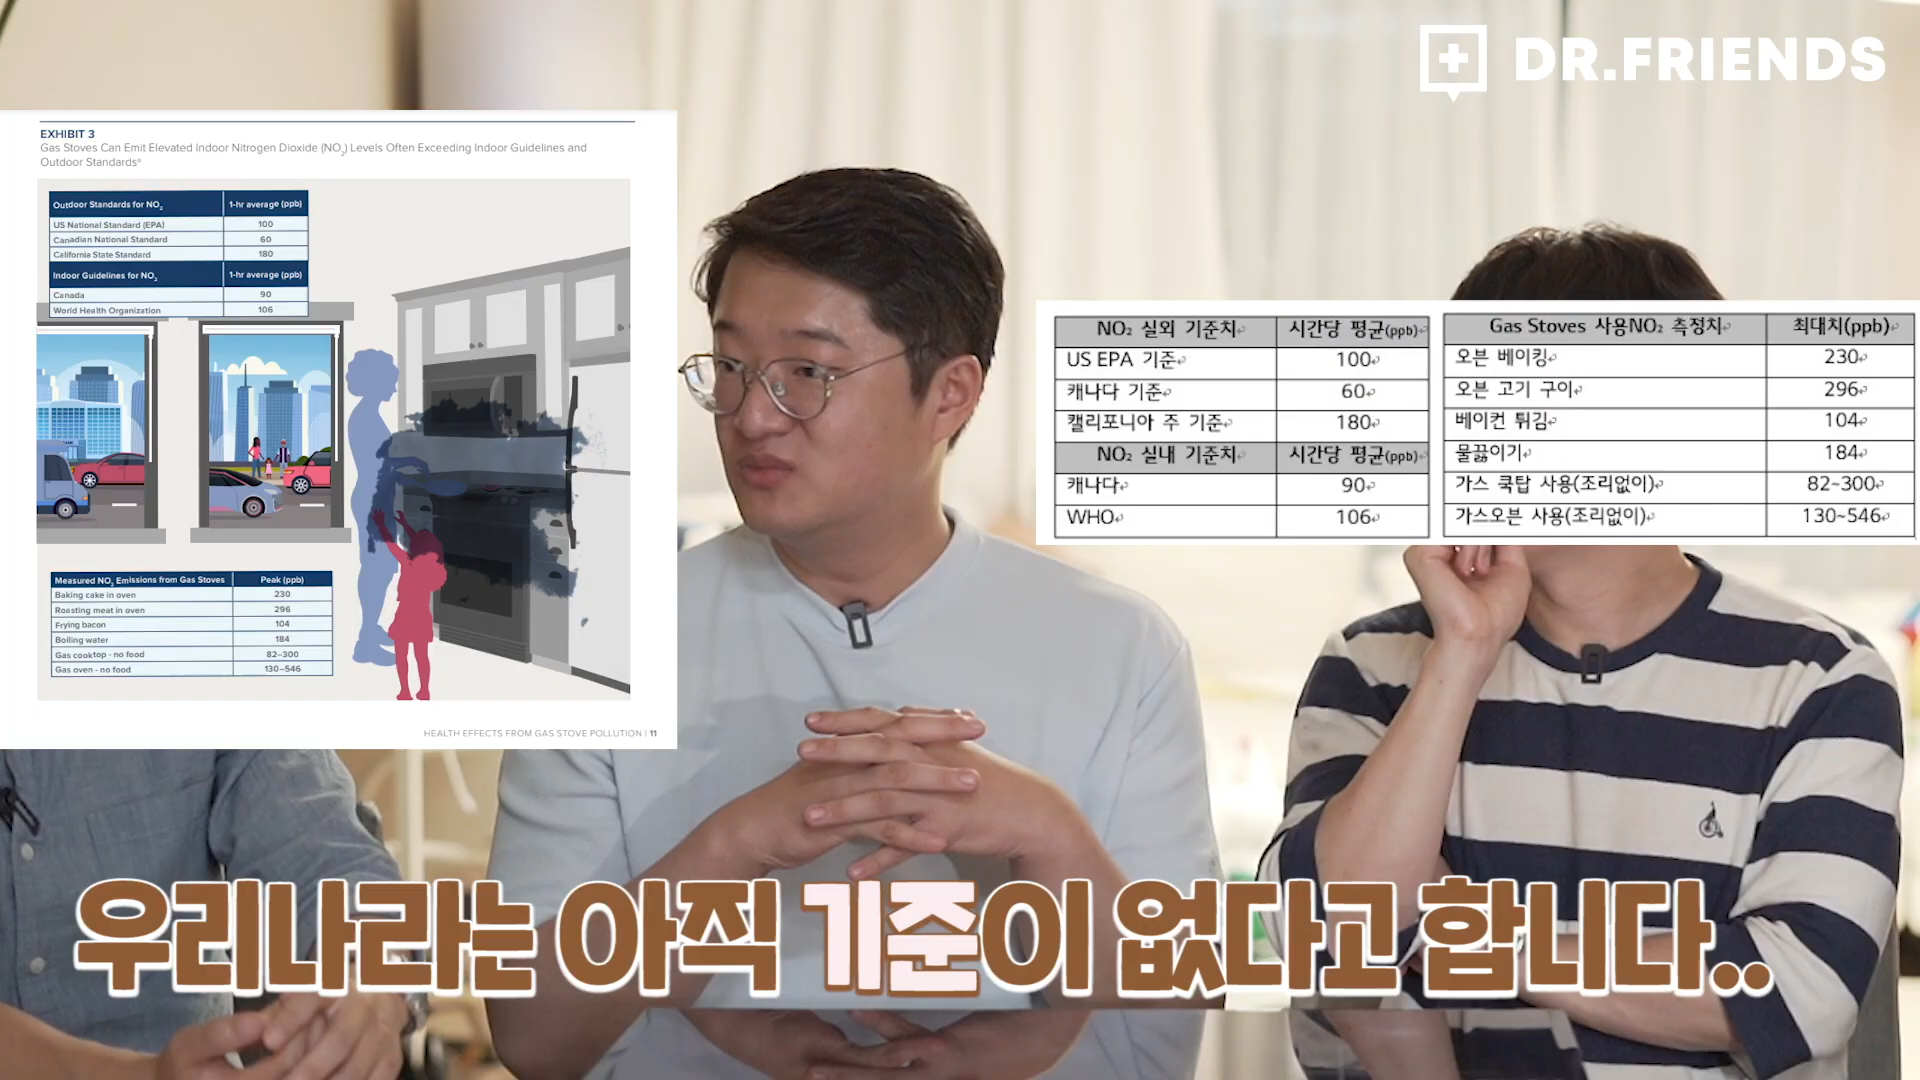 DR.FRIENDS
EXHIBIT 3
Gas Stoves Can Emit Elevated Indoor Nitrogen Dioxide (NO₂) Levels Often Exceeding Indoor Guidelines and
Outdoor Standards⁸
Outdoor Standards for NO₂ 1-hr average (ppb)
US National Standard (EPA) 100
Canadian National Standard 60
California State Standard 180
Indoor Guidelines for NO₂ 1-hr average (ppb)
Canada 90
World Health Organization 106
Measured NO₂ Emissions from Gas Stoves Peak (ppb)
Baking cake in oven 230
Roasting meat in oven 296
Frying bacon 104
Boiling water 184
Gas cooktop - no food 82–300
Gas oven - no food 130–546
HEALTH EFFECTS FROM GAS STOVE POLLUTION | 11
NO₂ 실외 기준치 시간당 평균(ppb)
US EPA 기준 100
캐나다 기준 60
캘리포니아 주 기준 180
NO₂ 실내 기준치 시간당 평균(ppb)
캐나다 90
WHO 106
Gas Stoves 사용NO₂ 측정치 최대치(ppb)
오븐 베이킹 230
오븐 고기 구이 296
베이컨 튀김 104
물끓이기 184
가스 쿡탑 사용(조리없이) 82~300
가스오븐 사용(조리없이) 130~546
우리나라는 아직 기준이 없다고 합니다..